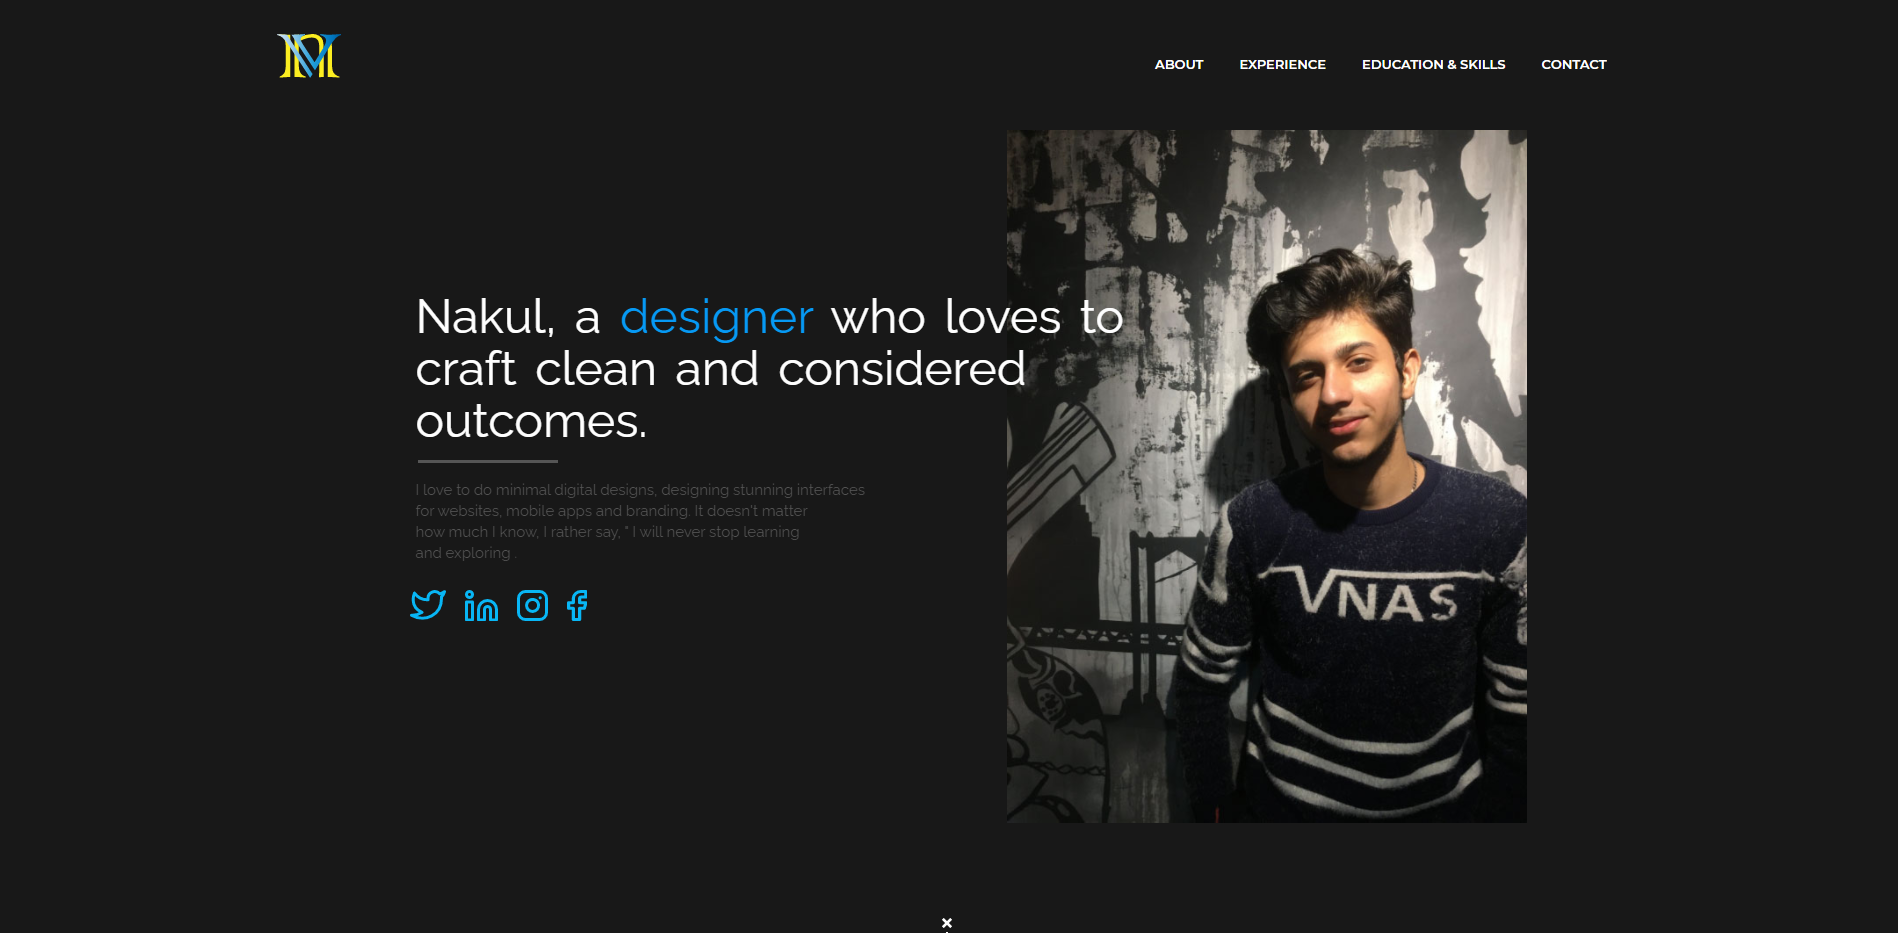 ABOUT EXPERIENCE EDUCATION & SKILLS CONTACT
Nakul, a designer who loves to
craft clean and considered
outcomes.
I love to do minimal digital designs, designing stunning interfaces
for websites, mobile apps and branding. It doesn't matter
how much I know, I rather say, " I will never stop learning
and exploring .
VNAS